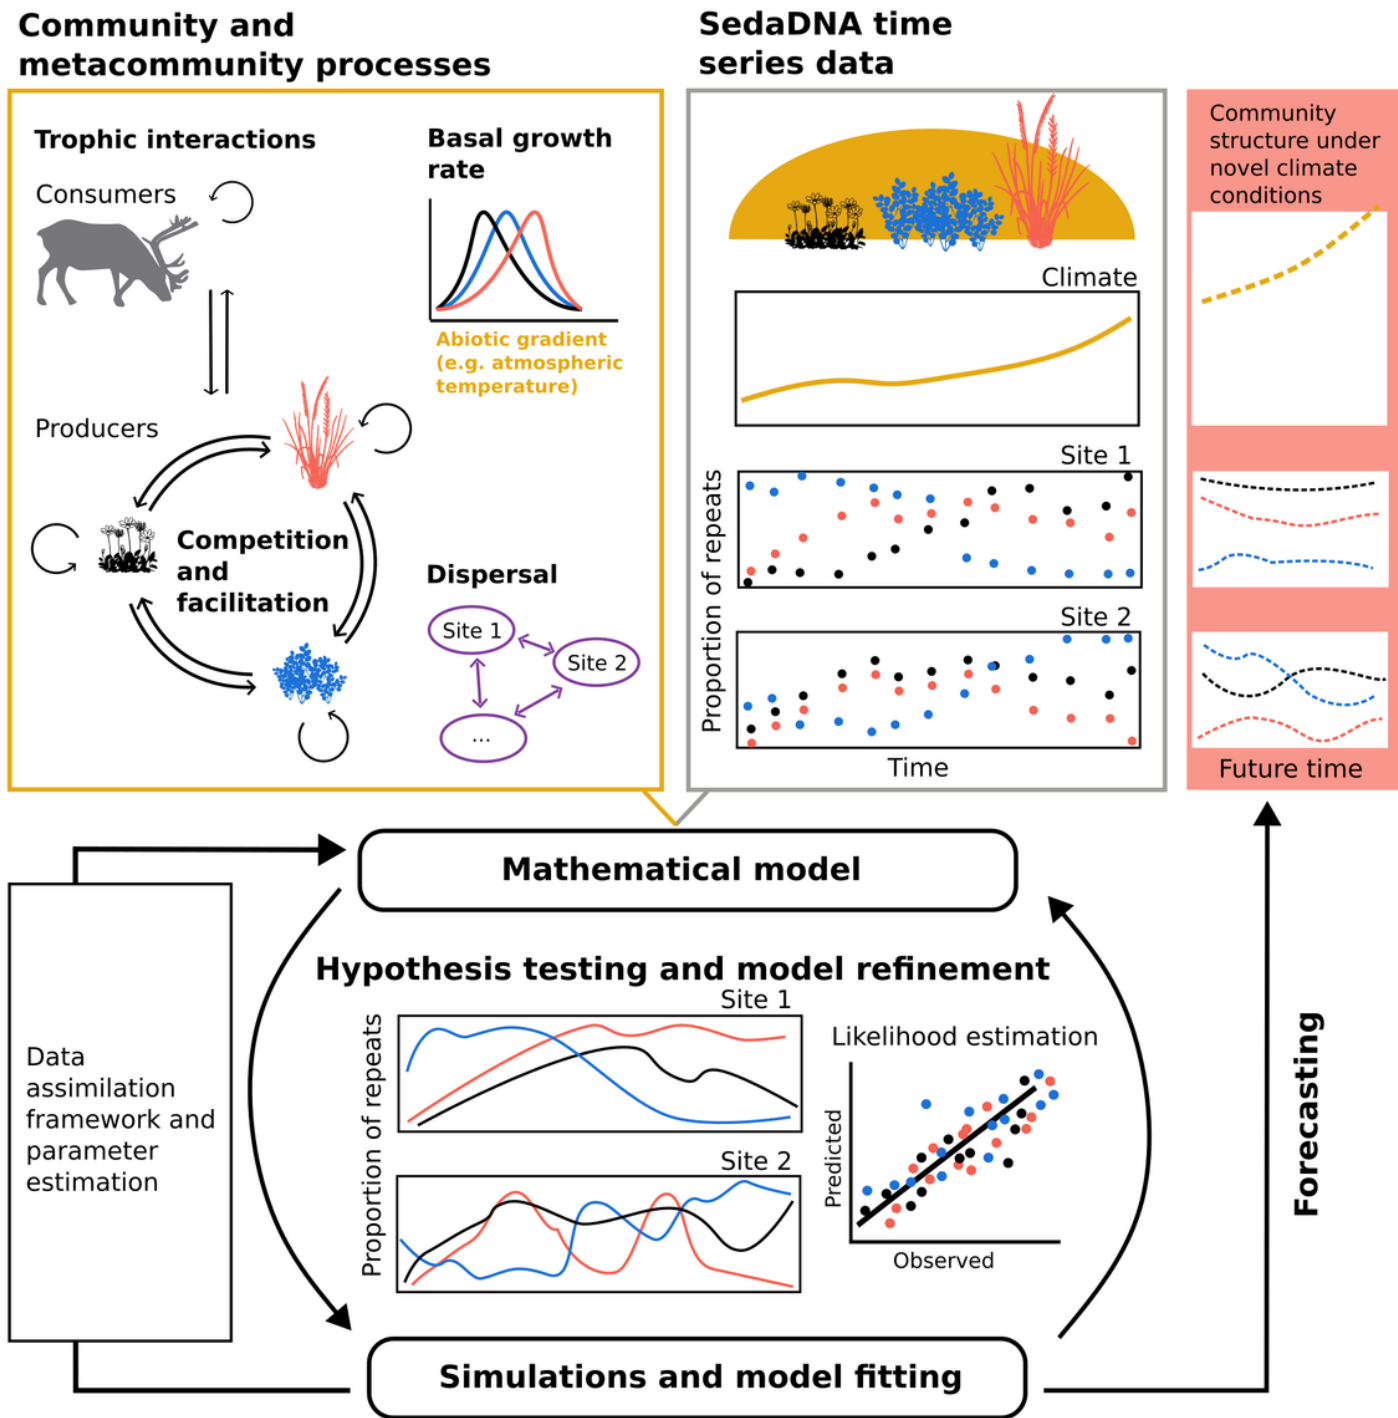 Community and
metacommunity processes
Trophic interactions
Consumers
Producers
Competition
and
facilitation
Basal growth
rate
Abiotic gradient
(e.g. atmospheric
temperature)
Dispersal
Site 1
Site 2
...
SedaDNA time
series data
Climate
Site 1
Site 2
Proportion of repeats
Time
Community
structure under
novel climate
conditions
Future time
Mathematical model
Hypothesis testing and model refinement
Site 1
Site 2
Proportion of repeats
Likelihood estimation
Predicted
Observed
Data
assimilation
framework and
parameter
estimation
Forecasting
Simulations and model fitting